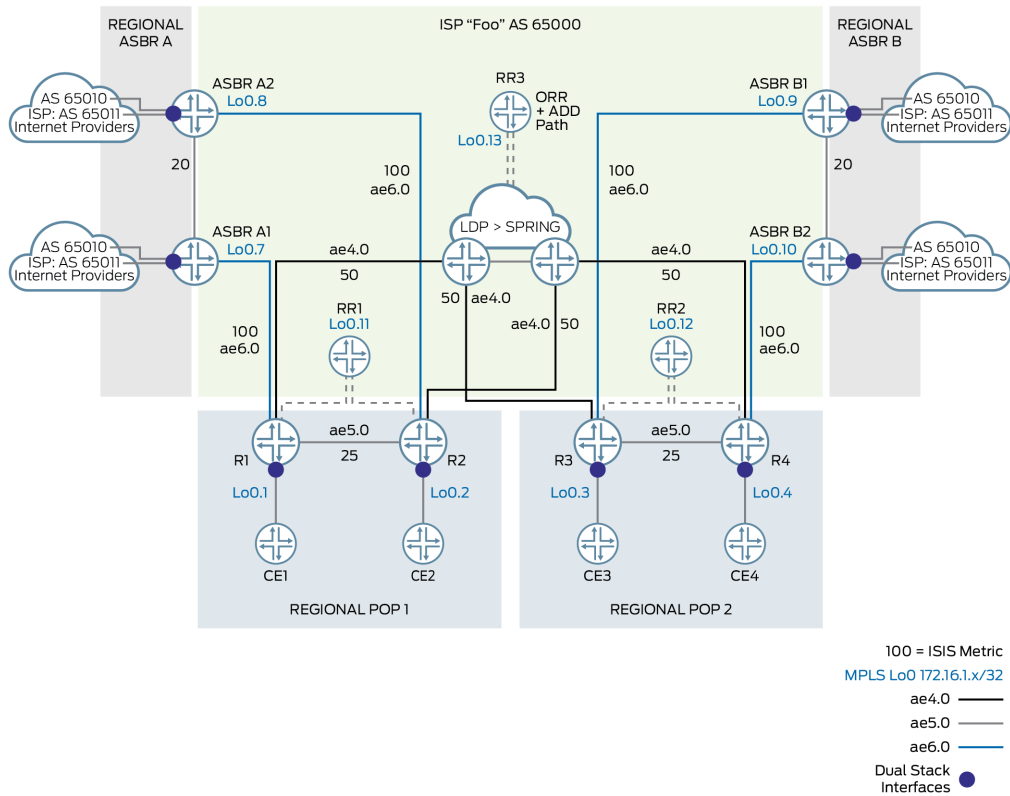 REGIONAL
ASBR A
ISP “Foo” AS 65000
REGIONAL
ASBR B
AS 65010
ISP: AS 65011
Internet Providers
ASBR A2
Lo0.8
RR3
ORR
+ ADD
Path
Lo0.13
ASBR B1
Lo0.9
AS 65010
ISP: AS 65011
Internet Providers
20
100
ae6.0
100
ae6.0
20
LDP > SPRING
AS 65010
ISP: AS 65011
Internet Providers
ASBR A1
Lo0.7
ae4.0
50
ae4.0
50
ASBR B2
Lo0.10
AS 65010
ISP: AS 65011
Internet Providers
50 ae4.0
ae4.0 50
100
ae6.0
RR1
Lo0.11
RR2
Lo0.12
100
ae6.0
R1
ae5.0
25
R2
R3
ae5.0
25
R4
Lo0.1
Lo0.2
Lo0.3
Lo0.4
CE1
CE2
CE3
CE4
REGIONAL POP 1
REGIONAL POP 2
100 = ISIS Metric
MPLS Lo0 172.16.1.x/32
ae4.0
ae5.0
ae6.0
Dual Stack
Interfaces